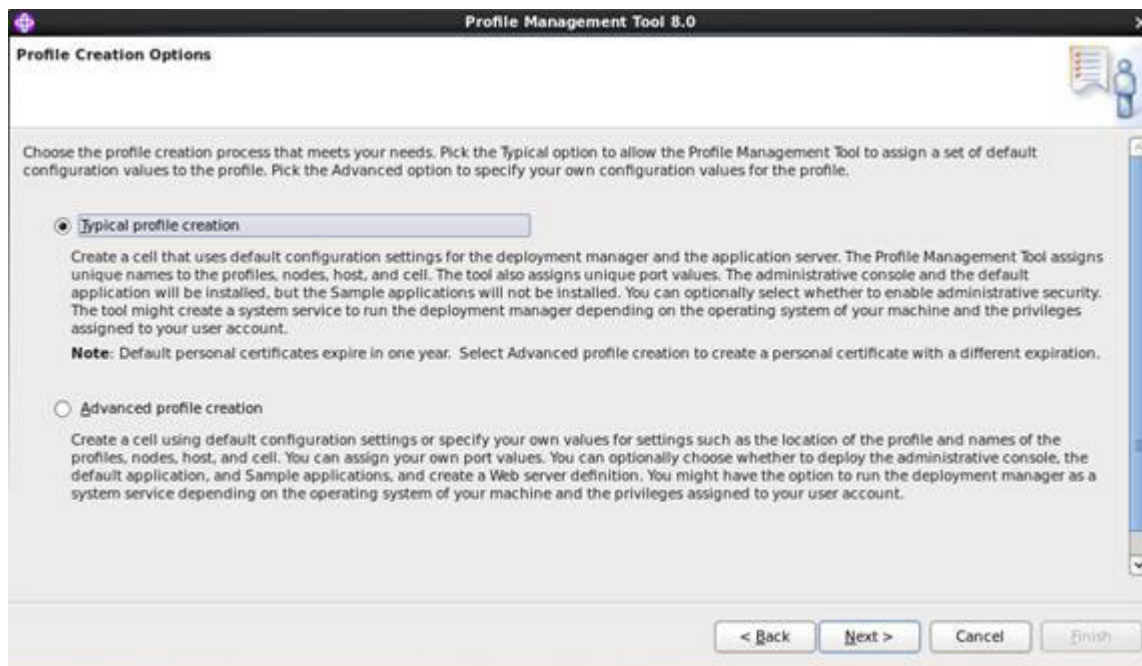 Profile Management Tool 8.0
Profile Creation Options
Choose the profile creation process that meets your needs. Pick the Typical option to allow the Profile Management Tool to assign a set of default
configuration values to the profile. Pick the Advanced option to specify your own configuration values for the profile.
Typical profile creation
Create a cell that uses default configuration settings for the deployment manager and the application server. The Profile Management Tool assigns
unique names to the profiles, nodes, host, and cell. The tool also assigns unique port values. The administrative console and the default
application will be installed, but the Sample applications will not be installed. You can optionally select whether to enable administrative security.
The tool might create a system service to run the deployment manager depending on the operating system of your machine and the privileges
assigned to your user account.
Note: Default personal certificates expire in one year. Select Advanced profile creation to create a personal certificate with a different expiration.
Advanced profile creation
Create a cell using default configuration settings or specify your own values for settings such as the location of the profile and names of the
profiles, nodes, host, and cell. You can assign your own port values. You can optionally choose whether to deploy the administrative console, the
default application, and Sample applications, and create a Web server definition. You might have the option to run the deployment manager as a
system service depending on the operating system of your machine and the privileges assigned to your user account.
< Back Next > Cancel Finish